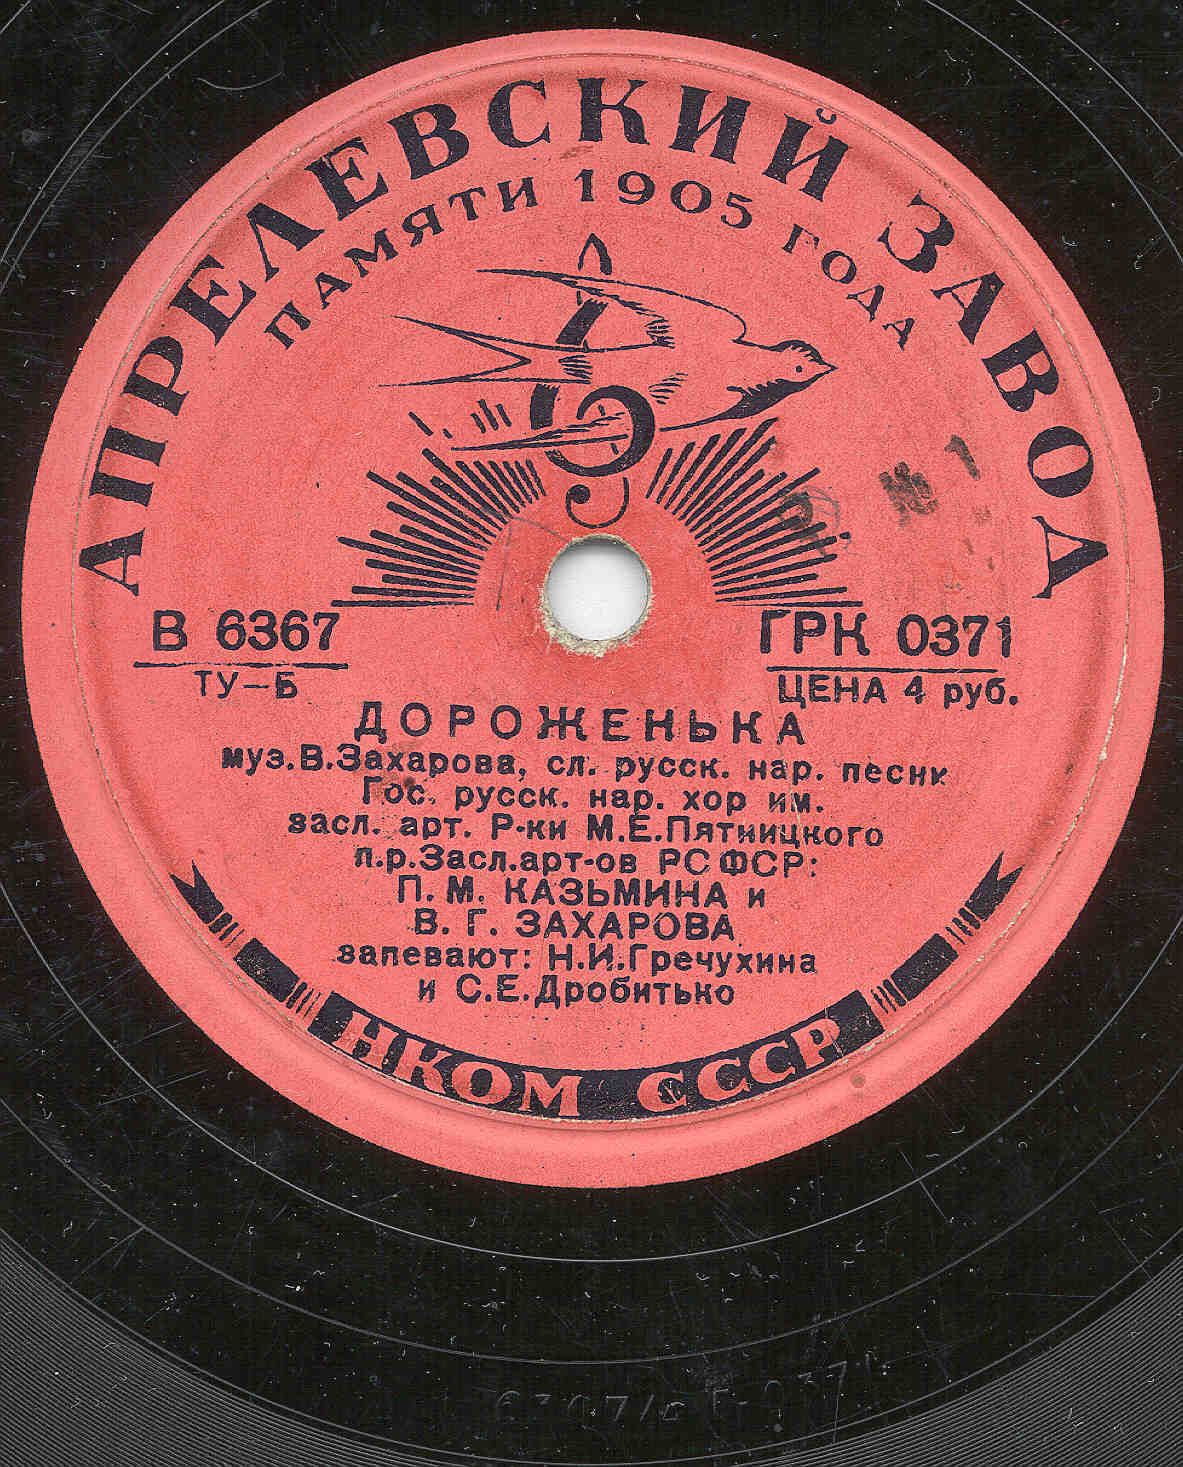 АПРЕЛЕВСКИЙ ЗАВОД
ПАМЯТИ 1905 ГОДА
№ 1
В 6367
ТУ-Б
ГРК 0371
ЦЕНА 4 руб.
ДОРОЖЕНЬКА
муз.В.Захарова, сл. русск. нар. песни
Гос. русск. нар. хор им.
засл. арт. Р-ки М.Е.Пятницкого
п.р.Засл.арт-ов РСФСР:
П. М. КАЗЬМИНА и
В. Г. ЗАХАРОВА
запевают: Н.И.Гречухина
и С.Е.Дробитько
НКОМ СССР